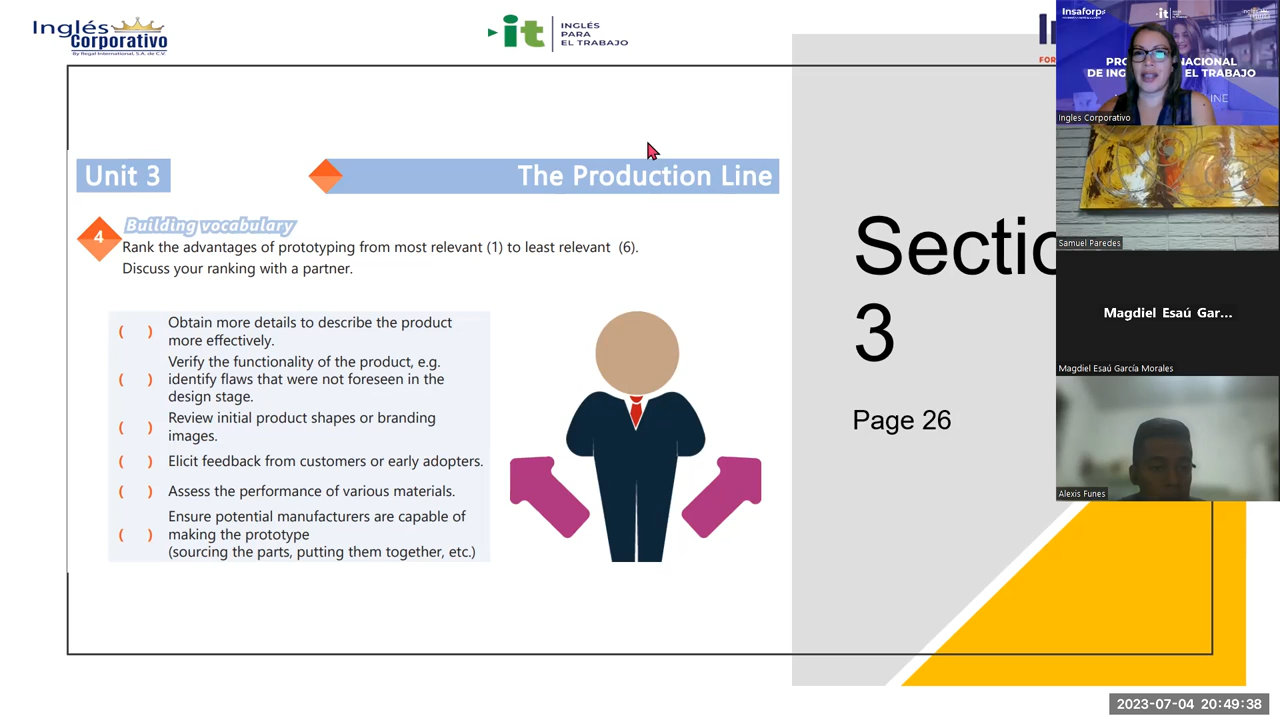 Inglés
Corporativo
By Regal International, S.A. de C.V.
it
INGLÉS
PARA
EL TRABAJO
Unit 3
The Production Line
4
Building vocabulary
Rank the advantages of prototyping from most relevant (1) to least relevant (6).
Discuss your ranking with a partner.
( ) Obtain more details to describe the product
more effectively.
Verify the functionality of the product, e.g.
( ) identify flaws that were not foreseen in the
design stage.
( ) Review initial product shapes or branding
images.
( ) Elicit feedback from customers or early adopters.
( ) Assess the performance of various materials.
Ensure potential manufacturers are capable of
( ) making the prototype
(sourcing the parts, putting them together, etc.)
Sectio
3
Page 26
FOR
Insaforp
it
PRO NACIONAL
DE ING EL TRABAJO
INE
Ingles Corporativo
Samuel Paredes
Magdiel Esaú Gar...
Magdiel Esaú García Morales
Alexis Funes
2023-07-04 20:49:38